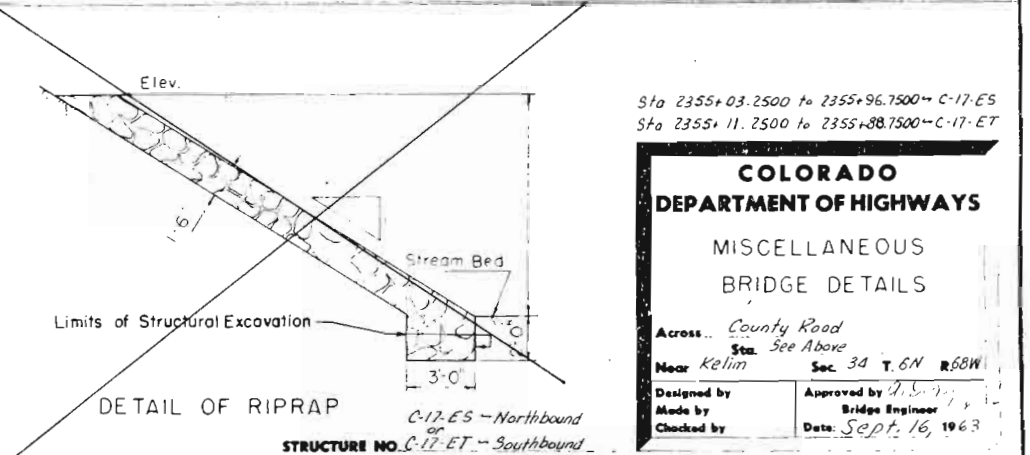 Elev.
1'-6"
Stream Bed
Limits of Structural Excavation
3'-0"
DETAIL OF RIPRAP
C-17-ES - Northbound
or
STRUCTURE NO. C-17-ET - Southbound
Sta 2355+03.2500 to 2355+96.7500 - C-17-ES
Sta 2355+11.2500 to 2355+88.7500 - C-17-ET
COLORADO
DEPARTMENT OF HIGHWAYS
MISCELLANEOUS
BRIDGE DETAILS
Across.. County Road
Sta. See Above
Near Kelim Sec. 34 T. 6N R. 68W
Designed by
Made by
Checked by
Approved by
Bridge Engineer
Date: Sept. 16, 1963